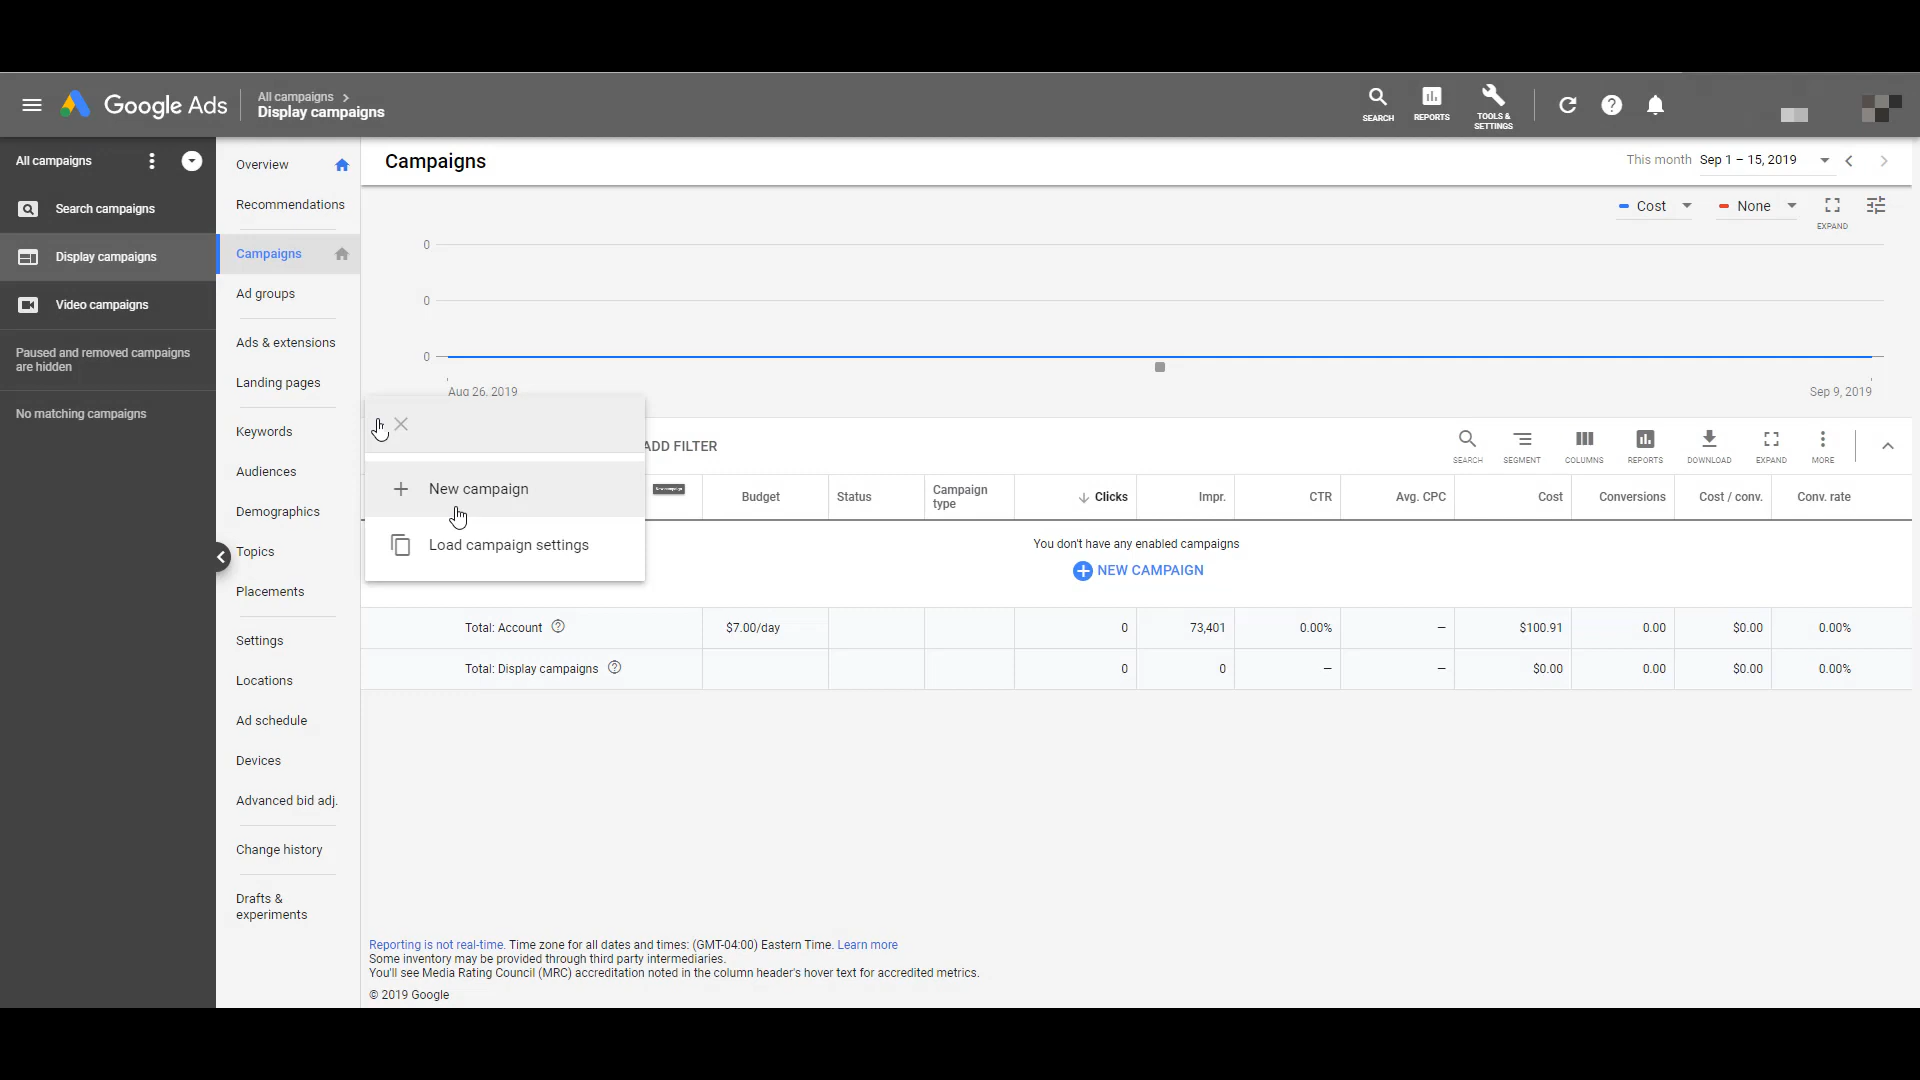 Google Ads
All campaigns
Display campaigns
SEARCH
REPORTS
TOOLS &
SETTINGS
All campaigns
Search campaigns
Display campaigns
Video campaigns
Paused and removed campaigns
are hidden
No matching campaigns
Overview
Recommendations
Campaigns
Ad groups
Ads & extensions
Landing pages
Keywords
Audiences
Demographics
Topics
Placements
Settings
Locations
Ad schedule
Devices
Advanced bid adj.
Change history
Drafts &
experiments
Campaigns
This month Sep 1 – 15, 2019
Cost
None
EXPAND
0
0
0
Aug 26, 2019
Sep 9, 2019
New campaign
Load campaign settings
ADD FILTER
SEARCH
SEGMENT
COLUMNS
REPORTS
DOWNLOAD
EXPAND
MORE
Budget
Status
Campaign
type
Clicks
Impr.
CTR
Avg. CPC
Cost
Conversions
Cost / conv.
Conv. rate
You don't have any enabled campaigns
NEW CAMPAIGN
Total: Account $7.00/day 0 73,401 0.00% — $100.91 0.00 $0.00 0.00%
Total: Display campaigns 0 0 — — $0.00 0.00 $0.00 0.00%
Reporting is not real-time. Time zone for all dates and times: (GMT-04:00) Eastern Time. Learn more
Some inventory may be provided through third party intermediaries.
You'll see Media Rating Council (MRC) accreditation noted in the column header's hover text for accredited metrics.
© 2019 Google